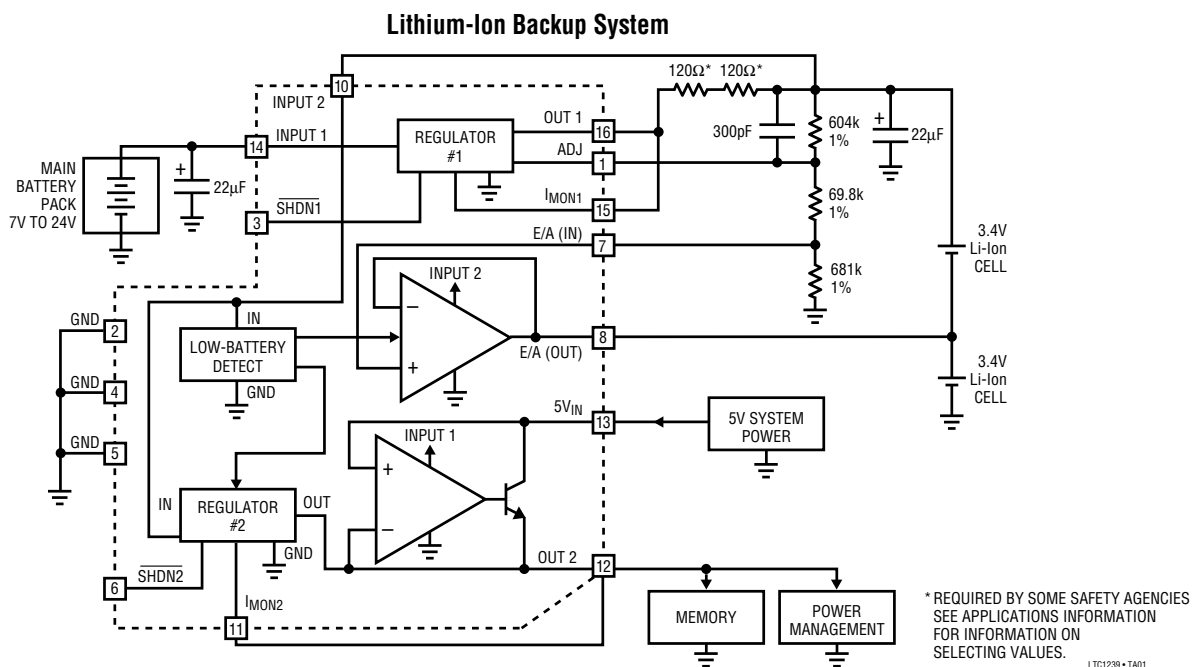 Lithium-Ion Backup System
120Ω* 120Ω*
10
INPUT 2
OUT 1
16
300pF
604k
1%
+
22µF
14
INPUT 1
REGULATOR
#1
ADJ
1
MAIN
BATTERY
PACK
7V TO 24V
+
22µF
3
SHDN1
IMON1
15
69.8k
1%
E/A (IN)
7
3.4V
Li-Ion
CELL
INPUT 2
–
+
681k
1%
GND
2
IN
LOW-BATTERY
DETECT
GND
E/A (OUT)
8
GND
4
3.4V
Li-Ion
CELL
5VIN
13
5V SYSTEM
POWER
GND
5
INPUT 1
+
–
IN
REGULATOR
#2
OUT
GND
OUT 2
12
6
SHDN2
IMON2
11
MEMORY
POWER
MANAGEMENT
* REQUIRED BY SOME SAFETY AGENCIES
SEE APPLICATIONS INFORMATION
FOR INFORMATION ON
SELECTING VALUES.
LTC1239 • TA01